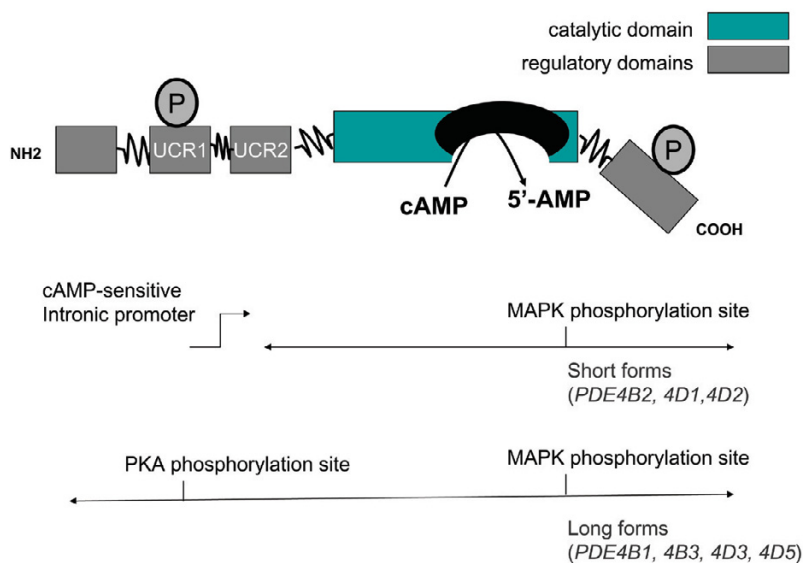 catalytic domain
regulatory domains
P
P
NH2
UCR1
UCR2
cAMP
5’-AMP
COOH
cAMP-sensitive
Intronic promoter
MAPK phosphorylation site
Short forms
(PDE4B2, 4D1,4D2)
PKA phosphorylation site
MAPK phosphorylation site
Long forms
(PDE4B1, 4B3, 4D3, 4D5)